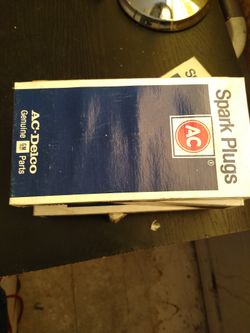 Spark Plugs
AC
®
AC-Delco
Genuine GM Parts
S